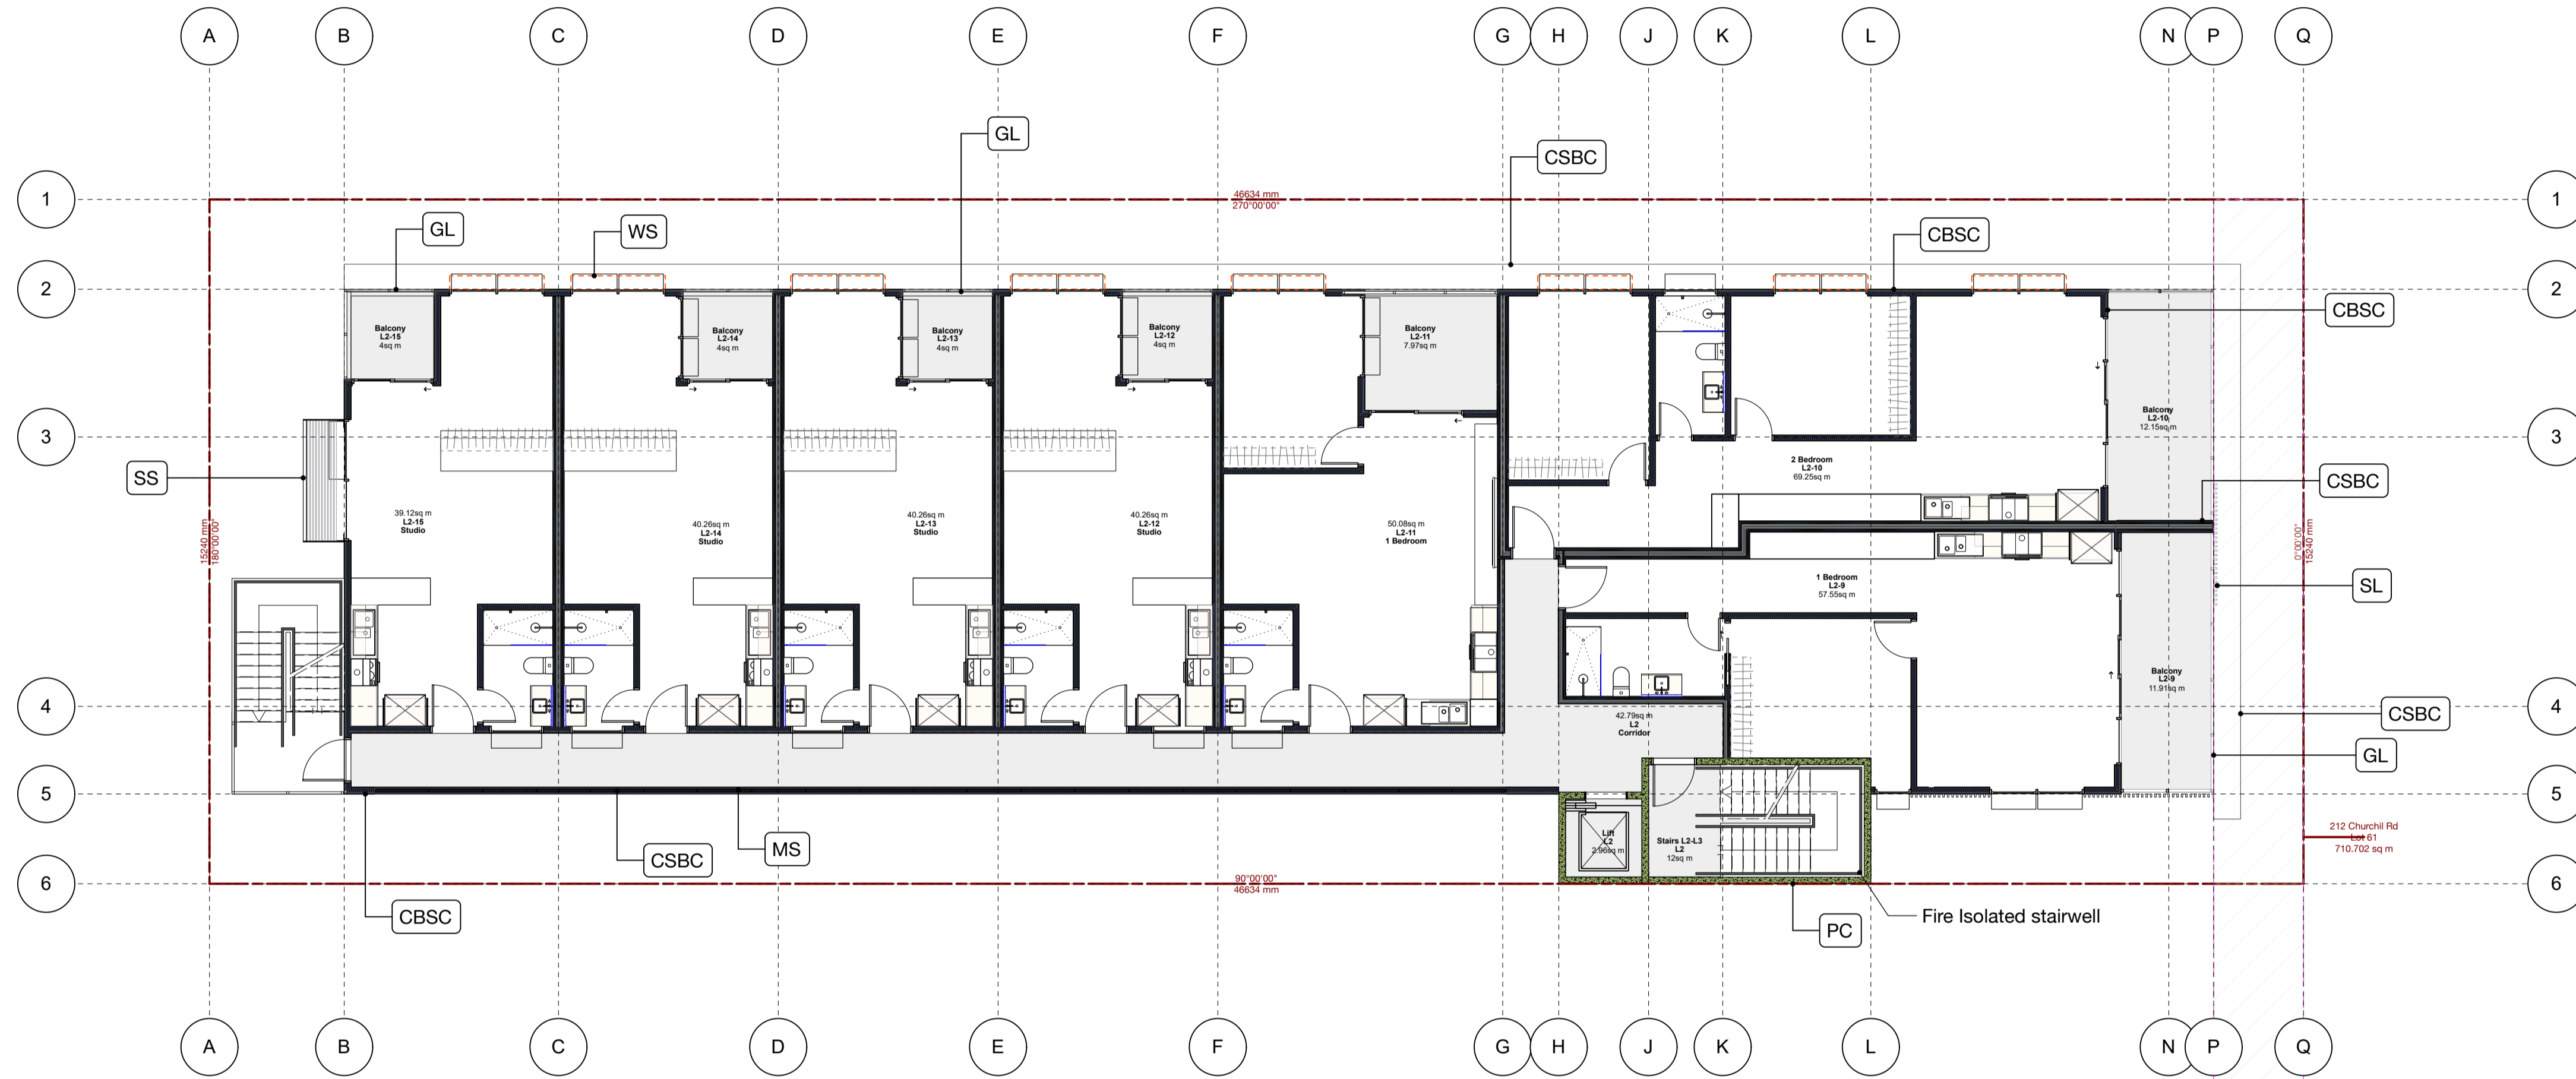 A B C D E F G H J K L N P Q
GL
CSBC
1 1
46634 mm
270°00'00"
GL
WS
CBSC
2 2
CBSC
Balcony
L2-15
4sq m
Balcony
L2-14
4sq m
Balcony
L2-13
4sq m
Balcony
L2-12
4sq m
Balcony
L2-11
7.97sq m
Balcony
L2-10
12.15sq m
3 3
SS
2 Bedroom
L2-10
69.25sq m
CSBC
39.12sq m
L2-15
Studio
40.26sq m
L2-14
Studio
40.26sq m
L2-13
Studio
40.26sq m
L2-12
Studio
50.08sq m
L2-11
1 Bedroom
15240 mm
180°00'00"
0°00'00"
15240 mm
1 Bedroom
L2-9
57.55sq m
SL
Balcony
L2-9
11.91sq m
4 4
42.79sq m
L2
Corridor
CSBC
GL
5 5
Lift
L2
2.96sq m
Stairs L2-L3
L2
12sq m
212 Churchil Rd
Lot 61
710.702 sq m
MS
CSBC
6 6
90°00'00"
46634 mm
CBSC
Fire Isolated stairwell
PC
A B C D E F G H J K L N P Q